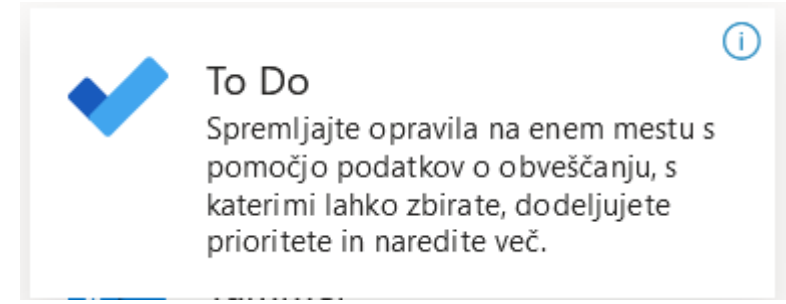 To Do
Spremljajte opravila na enem mestu s
pomočjo podatkov o obveščanju, s
katerimi lahko zbirate, dodeljujete
prioritete in naredite več.